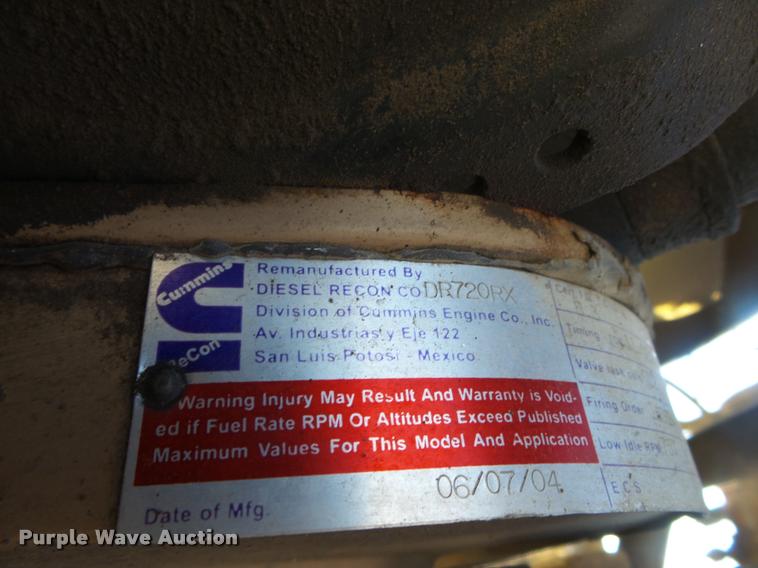 Cummins
ReCon
Remanufactured By
DIESEL RECON CO DR720RX
Division of Cummins Engine Co., Inc.
Av. Industrias y Eje 122
San Luis Potosi - Mexico
Warning Injury May Result And Warranty is Void-
ed if Fuel Rate RPM Or Altitudes Exceed Published
Maximum Values For This Model And Application
Date of Mfg. 06/07/04
Timing
Valve lash
Firing Order
Low Idle RPM
E C S
Purple Wave Auction